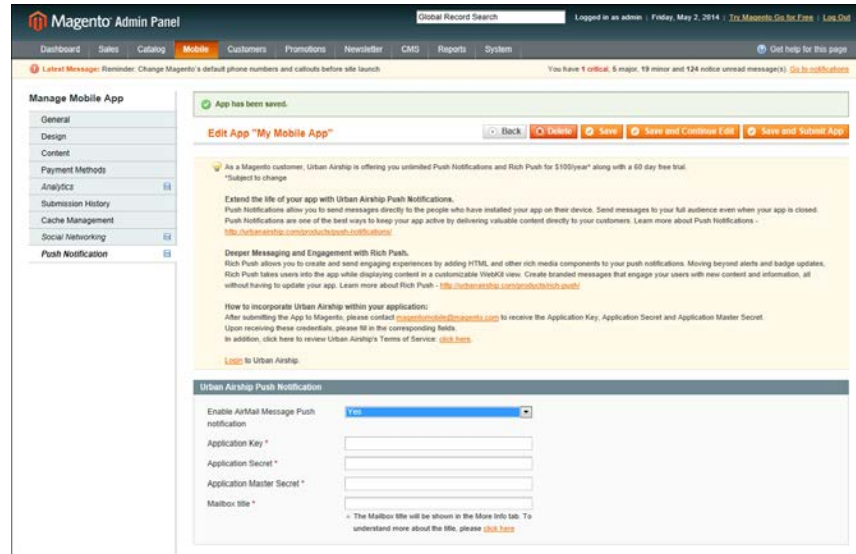 Magento Admin Panel
Global Record Search
Logged in as admin | Friday, May 2, 2014 | Try Magento Go for Free | Log Out
Dashboard Sales Catalog Mobile Customers Promotions Newsletter CMS Reports System
Get help for this page
Latest Message: Reminder: Change Magento's default phone numbers and callouts before site launch
You have 1 critical, 5 major, 19 minor and 124 notice unread message(s). Go to notifications
Manage Mobile App
General
Design
Content
Payment Methods
Analytics
Submission History
Cache Management
Social Networking
Push Notification
App has been saved.
Edit App "My Mobile App"
Back Delete Save Save and Continue Edit Save and Submit App
As a Magento customer, Urban Airship is offering you unlimited Push Notifications and Rich Push for $100/year* along with a 60 day free trial.
*Subject to change
Extend the life of your app with Urban Airship Push Notifications.
Push Notifications allow you to send messages directly to the people who have installed your app on their device. Send messages to your full audience even when your app is closed.
Push Notifications are one of the best ways to keep your app active by delivering valuable content directly to your customers. Learn more about Push Notifications -
http://urbanairship.com/products/push-notifications/
Deeper Messaging and Engagement with Rich Push.
Rich Push allows you to create and send engaging experiences by adding HTML and other rich media components to your push notifications. Moving beyond alerts and badge updates,
Rich Push takes users into the app while displaying content in a customizable WebKit view. Create branded messages that engage your users with new content and information, all
without having to update your app. Learn more about Rich Push - http://urbanairship.com/products/rich-push/
How to incorporate Urban Airship within your application:
After submitting the App to Magento, please contact magentomobile@magento.com to receive the Application Key, Application Secret and Application Master Secret.
Upon receiving these credentials, please fill in the corresponding fields.
In addition, click here to review Urban Airship's Terms of Service: click here.
Login to Urban Airship.
Urban Airship Push Notification
Enable AirMail Message Push
notification
Yes
Application Key *
Application Secret *
Application Master Secret *
Mailbox title *
The Mailbox title will be shown in the More Info tab. To
understand more about the title, please click here